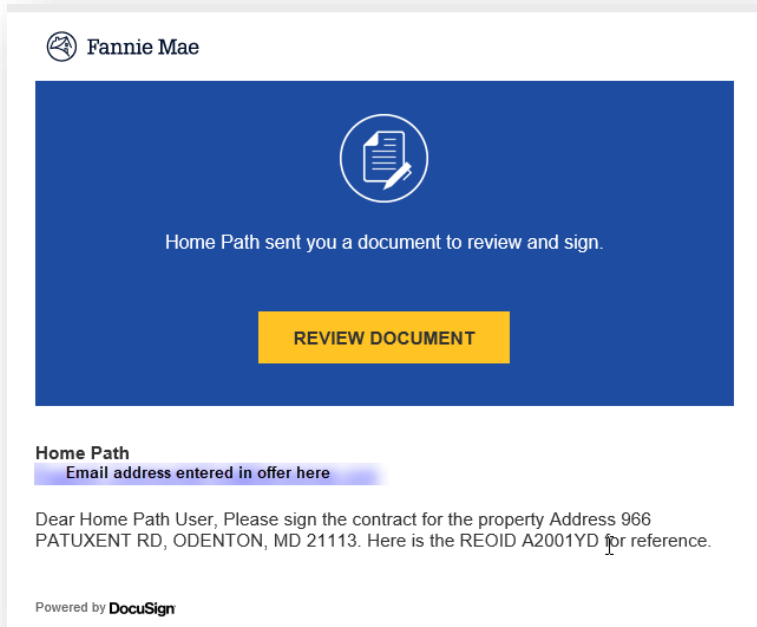 Fannie Mae
Home Path sent you a document to review and sign.
REVIEW DOCUMENT
Home Path
Email address entered in offer here
Dear Home Path User, Please sign the contract for the property Address 966
PATUXENT RD, ODENTON, MD 21113. Here is the REOID A2001YD for reference.
Powered by DocuSign